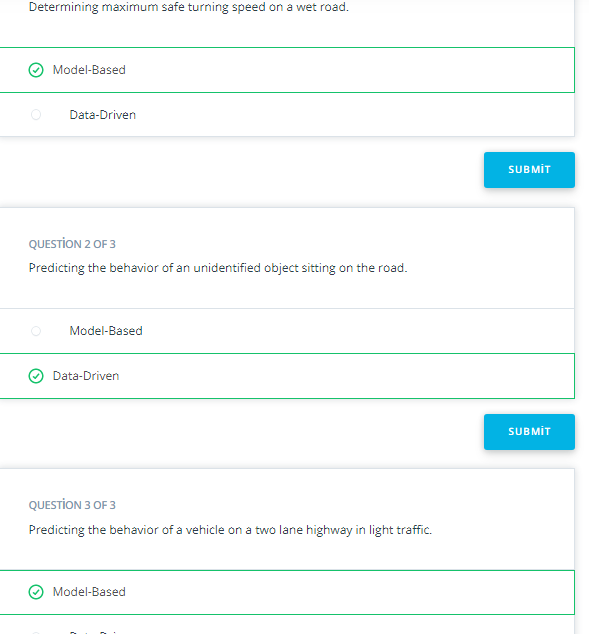 Determining maximum safe turning speed on a wet road.
Model-Based
Data-Driven
SUBMİT
QUESTİON 2 OF 3
Predicting the behavior of an unidentified object sitting on the road.
Model-Based
Data-Driven
SUBMİT
QUESTİON 3 OF 3
Predicting the behavior of a vehicle on a two lane highway in light traffic.
Model-Based